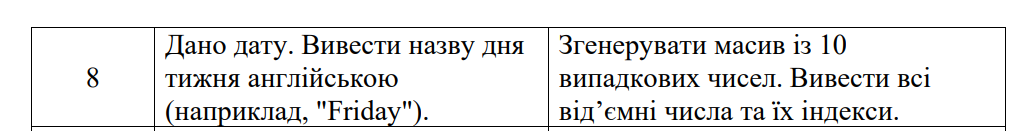 8
Дано дату. Вивести назву дня
тижня англійською
(наприклад, "Friday").
Згенерувати масив із 10
випадкових чисел. Вивести всі
від’ємні числа та їх індекси.